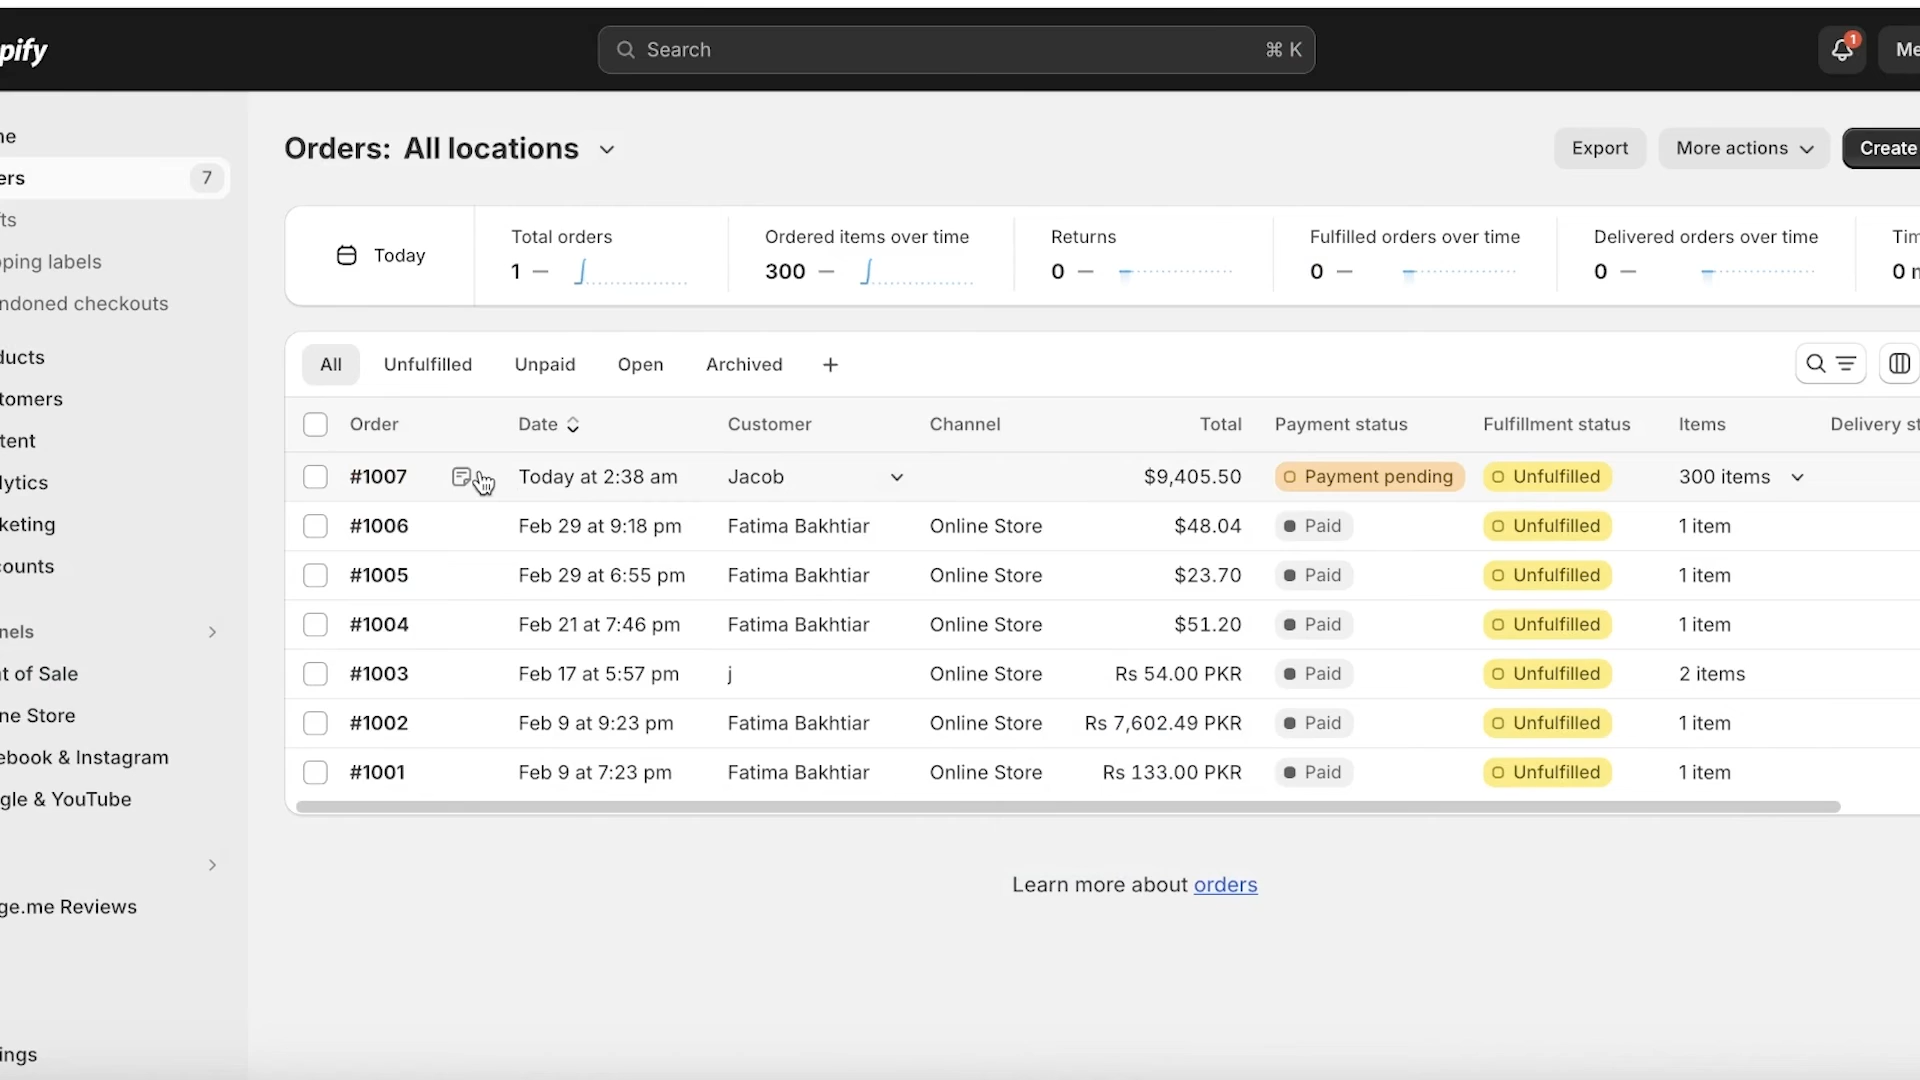 pify
Search
⌘ K
1
Me
ne
ers
7
ts
ping labels
ndoned checkouts
ducts
tomers
tent
lytics
keting
counts
nels
t of Sale
ne Store
ebook & Instagram
gle & YouTube
ge.me Reviews
ings
Orders: All locations
Export
More actions
Create
Today
Total orders
1 —
Ordered items over time
300 —
Returns
0 —
Fulfilled orders over time
0 —
Delivered orders over time
0 —
Tim
0 m
All
Unfulfilled
Unpaid
Open
Archived
+
Order Date Customer Channel Total Payment status Fulfillment status Items Delivery st
#1007 Today at 2:38 am Jacob $9,405.50 Payment pending Unfulfilled 300 items
#1006 Feb 29 at 9:18 pm Fatima Bakhtiar Online Store $48.04 Paid Unfulfilled 1 item
#1005 Feb 29 at 6:55 pm Fatima Bakhtiar Online Store $23.70 Paid Unfulfilled 1 item
#1004 Feb 21 at 7:46 pm Fatima Bakhtiar Online Store $51.20 Paid Unfulfilled 1 item
#1003 Feb 17 at 5:57 pm j Online Store Rs 54.00 PKR Paid Unfulfilled 2 items
#1002 Feb 9 at 9:23 pm Fatima Bakhtiar Online Store Rs 7,602.49 PKR Paid Unfulfilled 1 item
#1001 Feb 9 at 7:23 pm Fatima Bakhtiar Online Store Rs 133.00 PKR Paid Unfulfilled 1 item
Learn more about orders